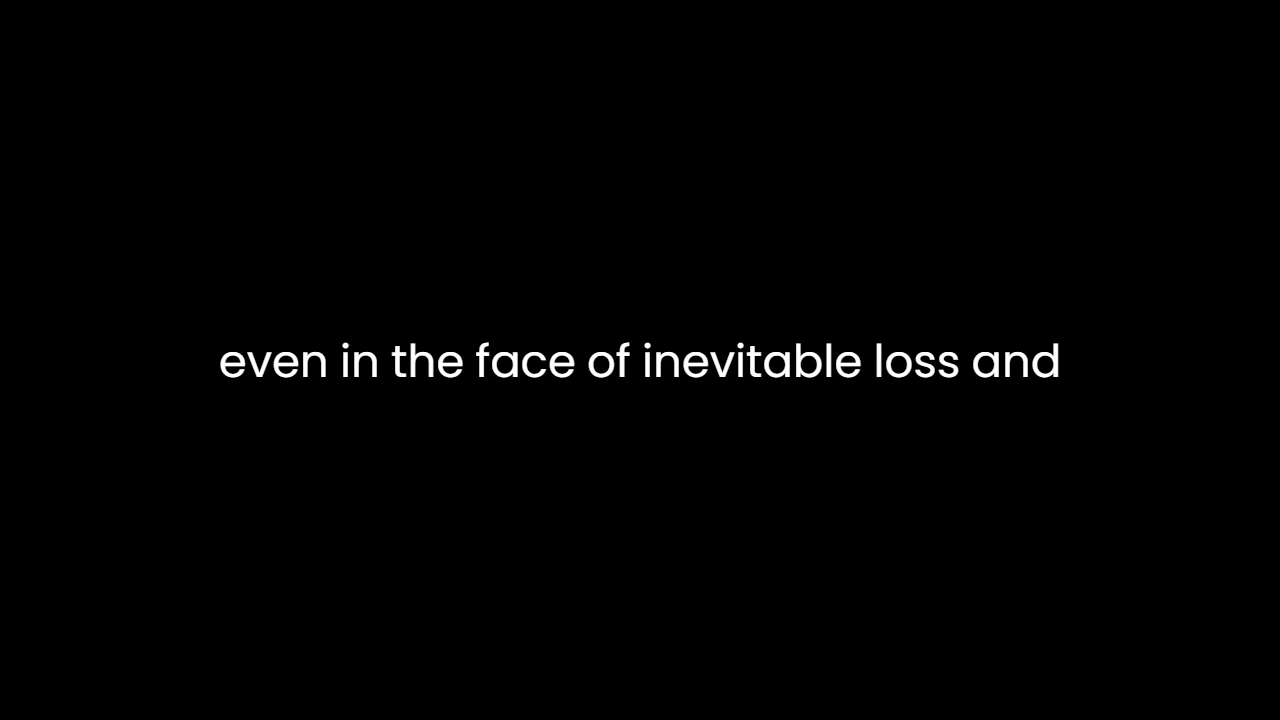 even in the face of inevitable loss and